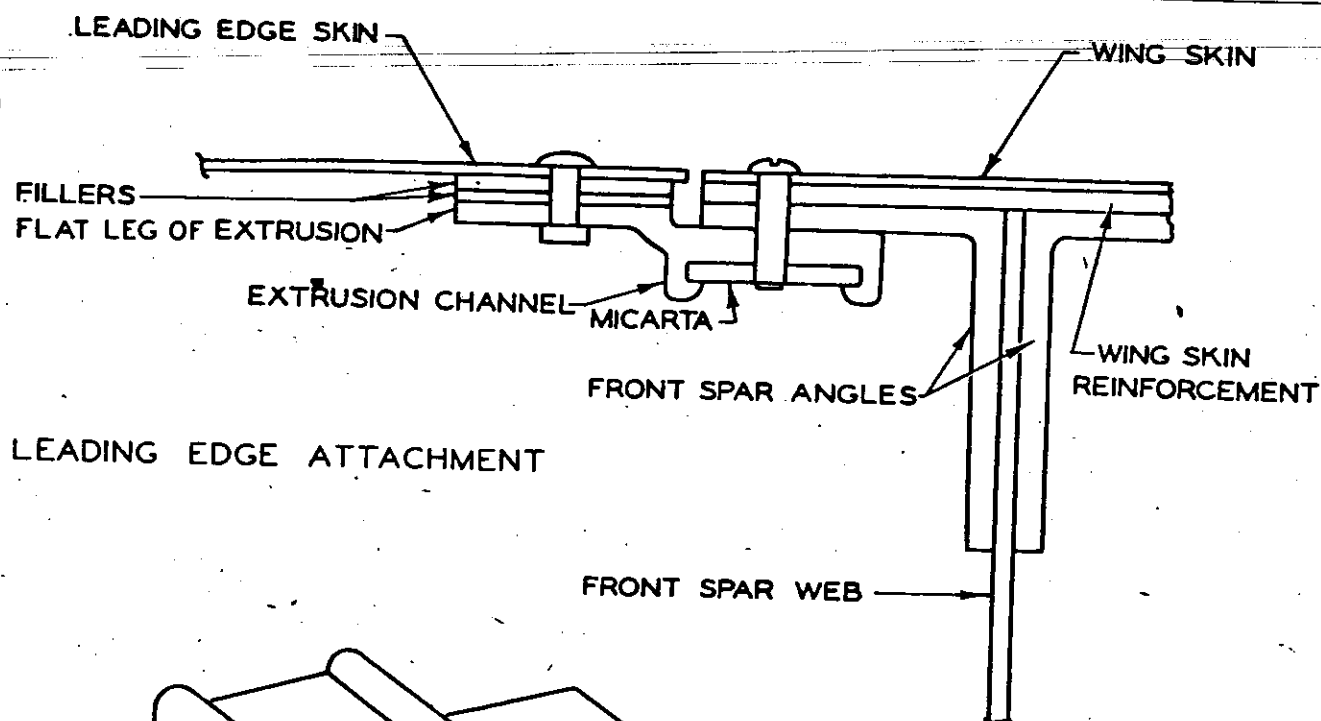 LEADING EDGE SKIN
WING SKIN
FILLERS
FLAT LEG OF EXTRUSION
EXTRUSION CHANNEL
MICARTA
WING SKIN
REINFORCEMENT
FRONT SPAR ANGLES
LEADING EDGE ATTACHMENT
FRONT SPAR WEB